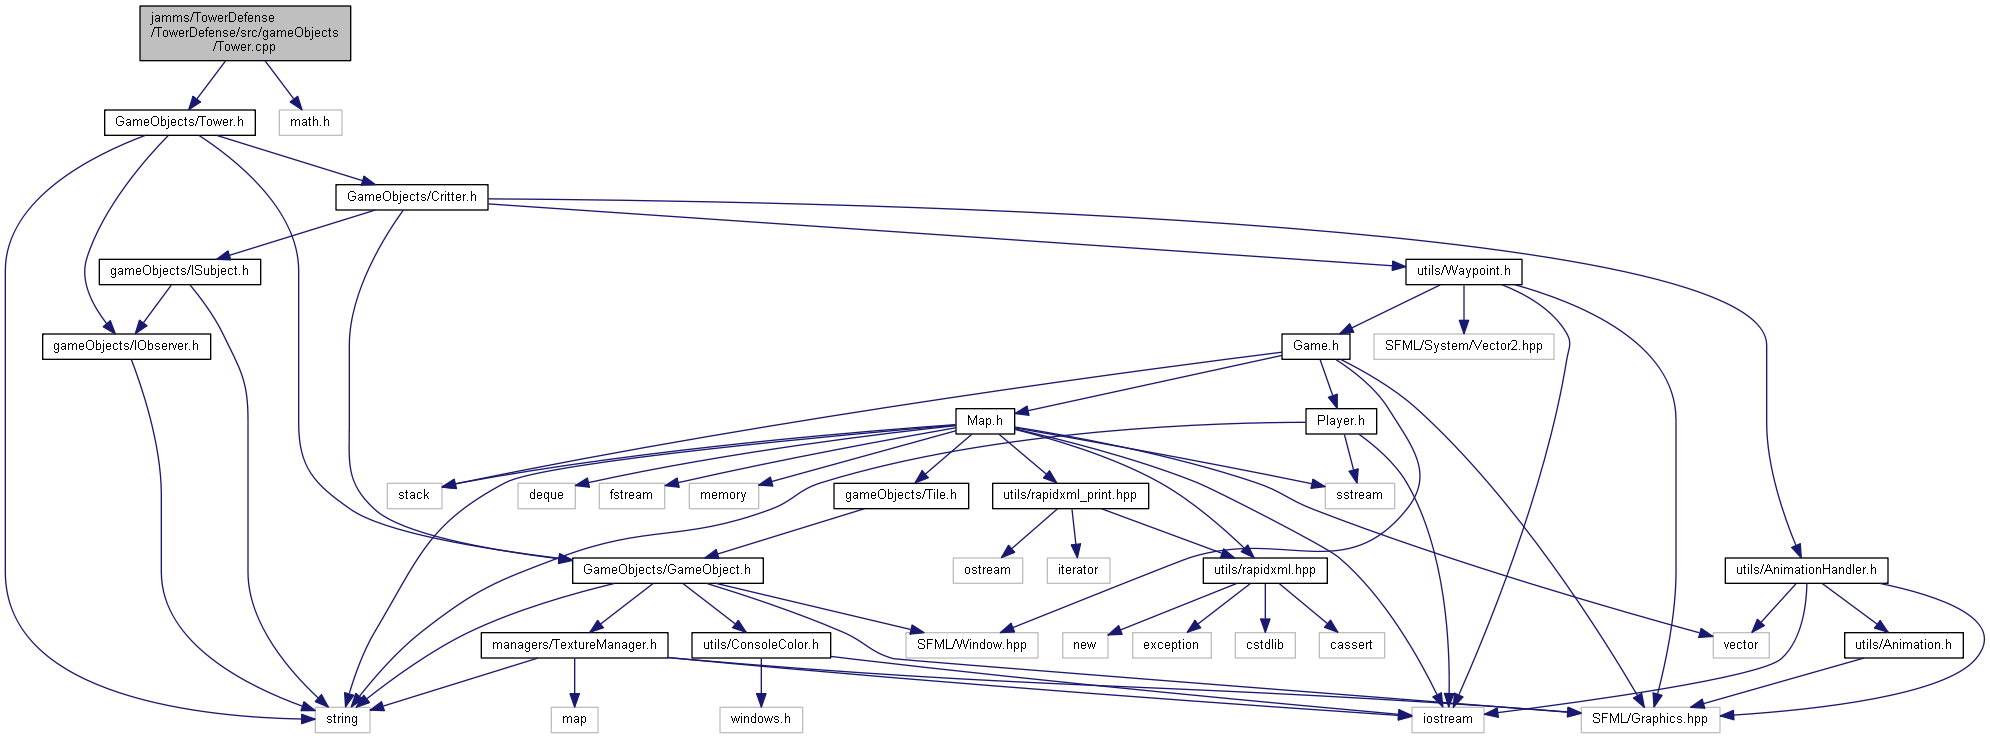 jamms/TowerDefense
/TowerDefense/src/gameObjects
/Tower.cpp
GameObjects/Tower.h
math.h
GameObjects/Critter.h
gameObjects/ISubject.h
utils/Waypoint.h
gameObjects/IObserver.h
Game.h
SFML/System/Vector2.hpp
Map.h
Player.h
stack
deque
fstream
memory
gameObjects/Tile.h
utils/rapidxml_print.hpp
sstream
GameObjects/GameObject.h
ostream
iterator
utils/rapidxml.hpp
utils/AnimationHandler.h
managers/TextureManager.h
utils/ConsoleColor.h
SFML/Window.hpp
new
exception
cstdlib
cassert
vector
utils/Animation.h
string
map
windows.h
iostream
SFML/Graphics.hpp